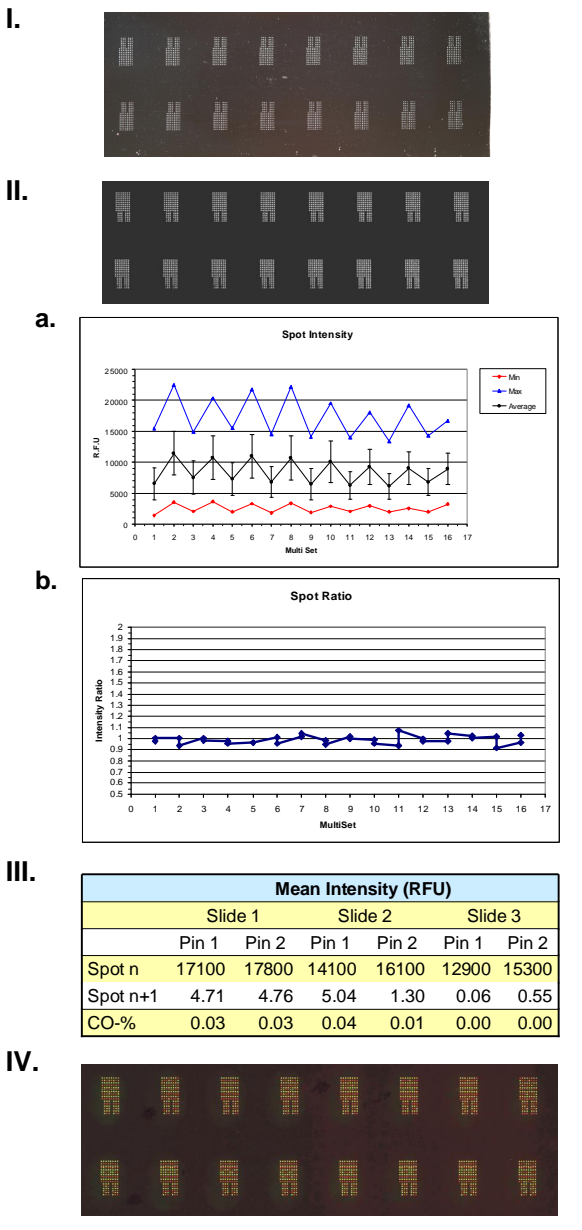 I.
II.
a.
Spot Intensity
25000
20000
15000
10000
5000
0
R.F.U
0 1 2 3 4 5 6 7 8 9 10 11 12 13 14 15 16 17
Multi Set
Min
Max
Average
b.
Spot Ratio
2
1.9
1.8
1.7
1.6
1.5
1.4
1.3
1.2
1.1
1
0.9
0.8
0.7
0.6
0.5
Intensity Ratio
0 1 2 3 4 5 6 7 8 9 10 11 12 13 14 15 16 17
MultiSet
III.
Mean Intensity (RFU)
Slide 1 Slide 2 Slide 3
Pin 1 Pin 2 Pin 1 Pin 2 Pin 1 Pin 2
Spot n 17100 17800 14100 16100 12900 15300
Spot n+1 4.71 4.76 5.04 1.30 0.06 0.55
CO-% 0.03 0.03 0.04 0.01 0.00 0.00
IV.